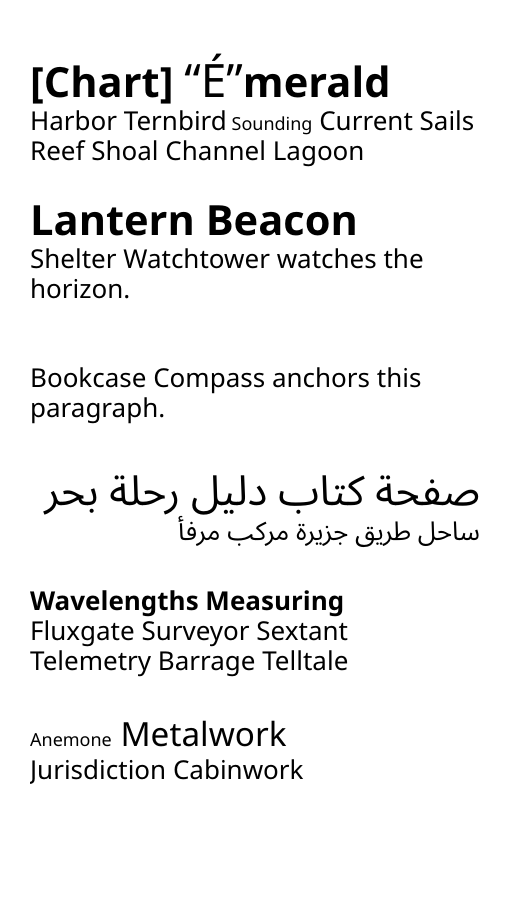 [Chart] “É”merald
Harbor Ternbird Sounding Current Sails
Reef Shoal Channel Lagoon
Lantern Beacon
Shelter Watchtower watches the
horizon.
Bookcase Compass anchors this
paragraph.
صفحة كتاب دليل رحلة بحر
ساحل طريق جزيرة مركب مرفأ
Wavelengths Measuring
Fluxgate Surveyor Sextant
Telemetry Barrage Telltale
Anemone Metalwork
Jurisdiction Cabinwork